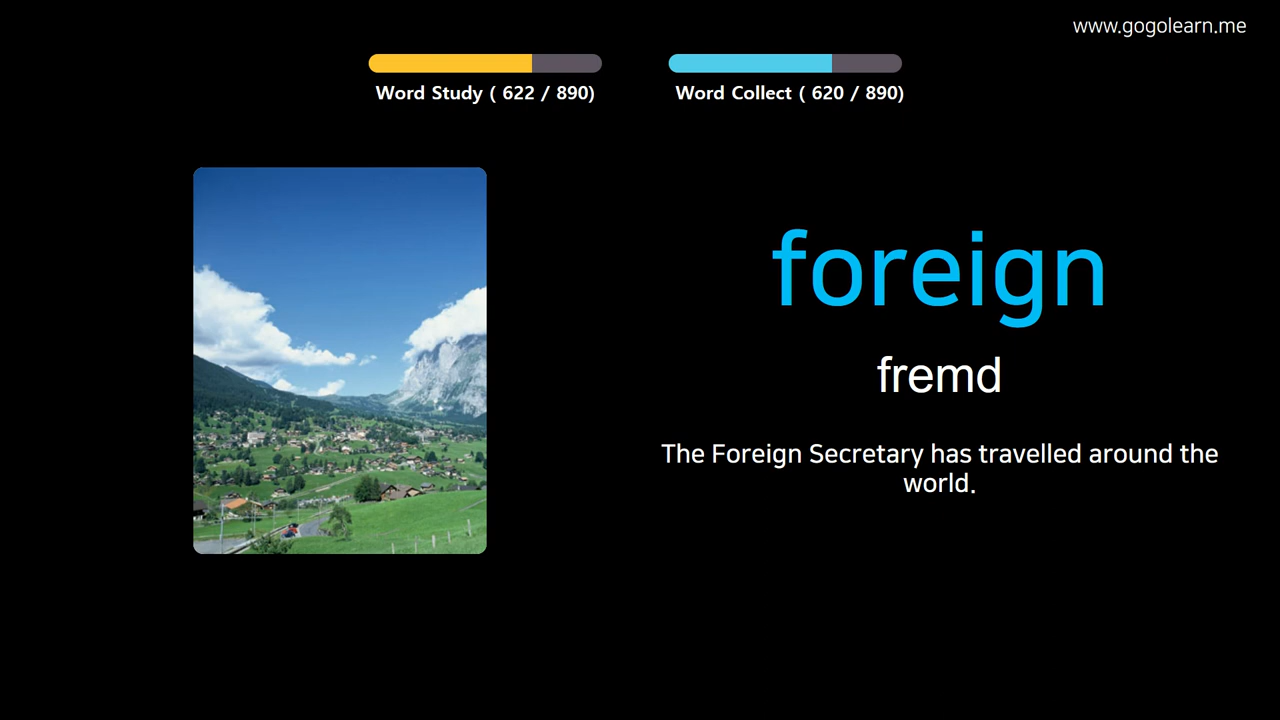 www.gogolearn.me
Word Study ( 622 / 890)
Word Collect ( 620 / 890)
foreign
fremd
The Foreign Secretary has travelled around the
world.